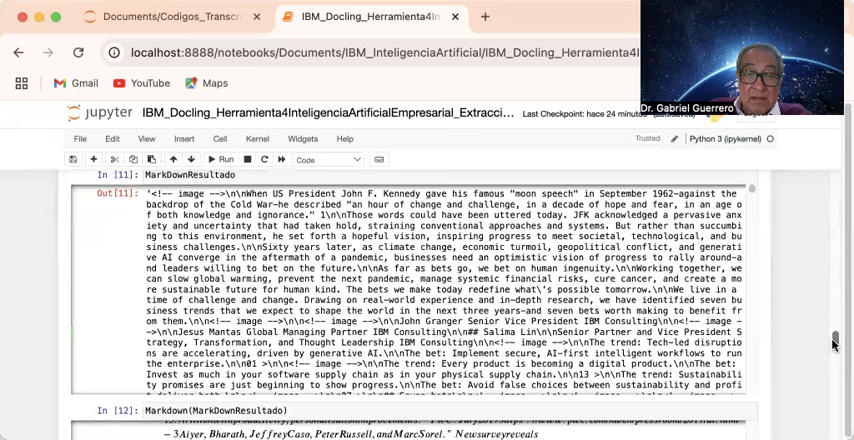 Documents/Codigos_Transcri
IBM_Docling_Herramienta4In
localhost:8888/notebooks/Documents/IBM_InteligenciaArtificial/IBM_Docling_Herramienta4I
Gmail
YouTube
Maps
Dr. Gabriel Guerrero
Jupyter
IBM_Docling_Herramienta4InteligenciaArtificialEmpresarial_Extracci...
Last Checkpoint: hace 24 minutos
File Edit View Insert Cell Kernel Widgets Help
Trusted
Python 3 (ipykernel)
Run
Code
In [11]: MarkDownResultado
Out[11]: '<!-- image -->\n\nWhen US President John F. Kennedy gave his famous "moon speech" in September 1962-against the
backdrop of the Cold War-he described "an hour of change and challenge, in a decade of hope and fear, in an age o
f both knowledge and ignorance." 1\n\nThose words could have been uttered today. JFK acknowledged a pervasive anx
iety and uncertainty that had taken hold, straining conventional approaches and systems. But rather than succumbi
ng to this environment, he set forth a hopeful vision, inspiring progress to meet societal, technological, and bu
siness challenges.\n\nSixty years later, as climate change, economic turmoil, geopolitical conflict, and generati
ve AI converge in the aftermath of a pandemic, businesses need an optimistic vision of progress to rally around-a
nd leaders willing to bet on the future.\n\nAs far as bets go, we bet on human ingenuity.\n\nWorking together, we
can slow global warming, prevent the next pandemic, manage systemic financial risks, cure cancer, and create a mo
re sustainable future for human kind. The bets we make today redefine what's possible tomorrow.\n\nWe live in a
time of challenge and change. Drawing on real-world experience and in-depth research, we have identified seven bu
siness trends that we expect to shape the world in the next three years-and seven bets worth making to benefit fr
om them.\n\n<!-- image -->\n\n<!-- image -->\n\nJohn Granger Senior Vice President IBM Consulting\n\n<!-- image -
->\n\nJesus Mantas Global Managing Partner IBM Consulting\n\n## Salima Lin\n\nSenior Partner and Vice President S
trategy, Transformation, and Thought Leadership IBM Consulting\n\n<!-- image -->\n\nThe trend: Tech-led disruptio
ns are accelerating, driven by generative AI.\n\nThe bet: Implement secure, AI-first intelligent workflows to run
the enterprise.\n\n01 >\n\n<!-- image -->\n\nThe trend: Every product is becoming a digital product.\n\nThe bet:
Invest as much in your software supply chain as in your physical supply chain.\n\n13 >\n\nThe trend: Sustainabili
ty promises are just beginning to show progress.\n\nThe bet: Avoid false choices between sustainability and profi
In [12]: Markdown(MarkDownResultado)
− 3Aiyer, Bharath, JeffreyCaso, PeterRussell, andMarcSorel." Newsurveyreveals